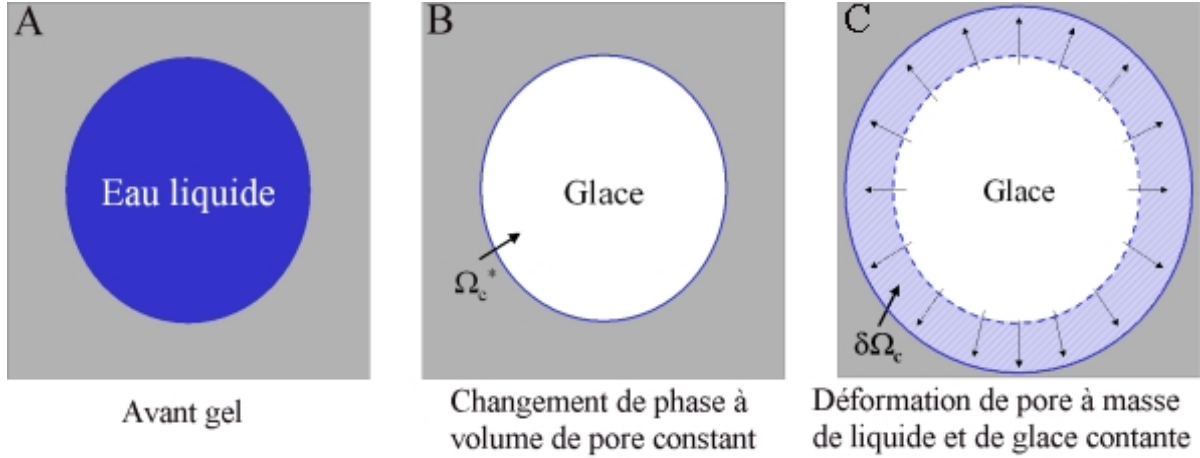 A
Eau liquide
Avant gel
B
Glace
Ωc*
Changement de phase à
volume de pore constant
C
Glace
δΩc
Déformation de pore à masse
de liquide et de glace contante